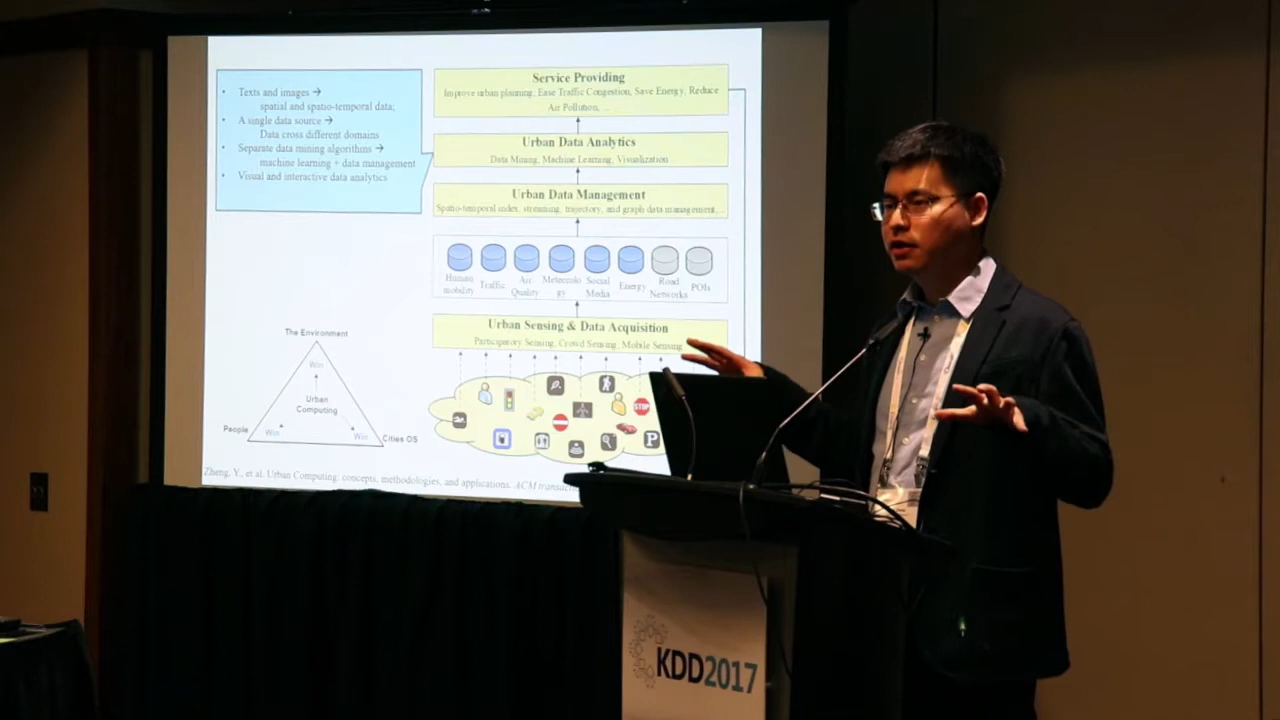 Texts and images →
spatial and spatio-temporal data;
A single data source →
Data cross different domains
Separate data mining algorithms →
machine learning + data management
Visual and interactive data analytics
Service Providing
Improve urban planning, Ease Traffic Congestion, Save Energy, Reduce
Air Pollution, ...
Urban Data Analytics
Data Mining, Machine Learning, Visualization
Urban Data Management
Spatio-temporal index, streaming, trajectory, and graph data management,...
Human
mobility
Traffic
Air
Quality
Meteorolo
gy
Social
Media
Energy
Road
Networks
POIs
Urban Sensing & Data Acquisition
Participatory Sensing, Crowd Sensing, Mobile Sensing
STOP
P
The Environment
Win
Urban
Computing
People
Win
Win
Cities OS
Zheng, Y., et al. Urban Computing: concepts, methodologies, and applications. ACM transac
KDD2017